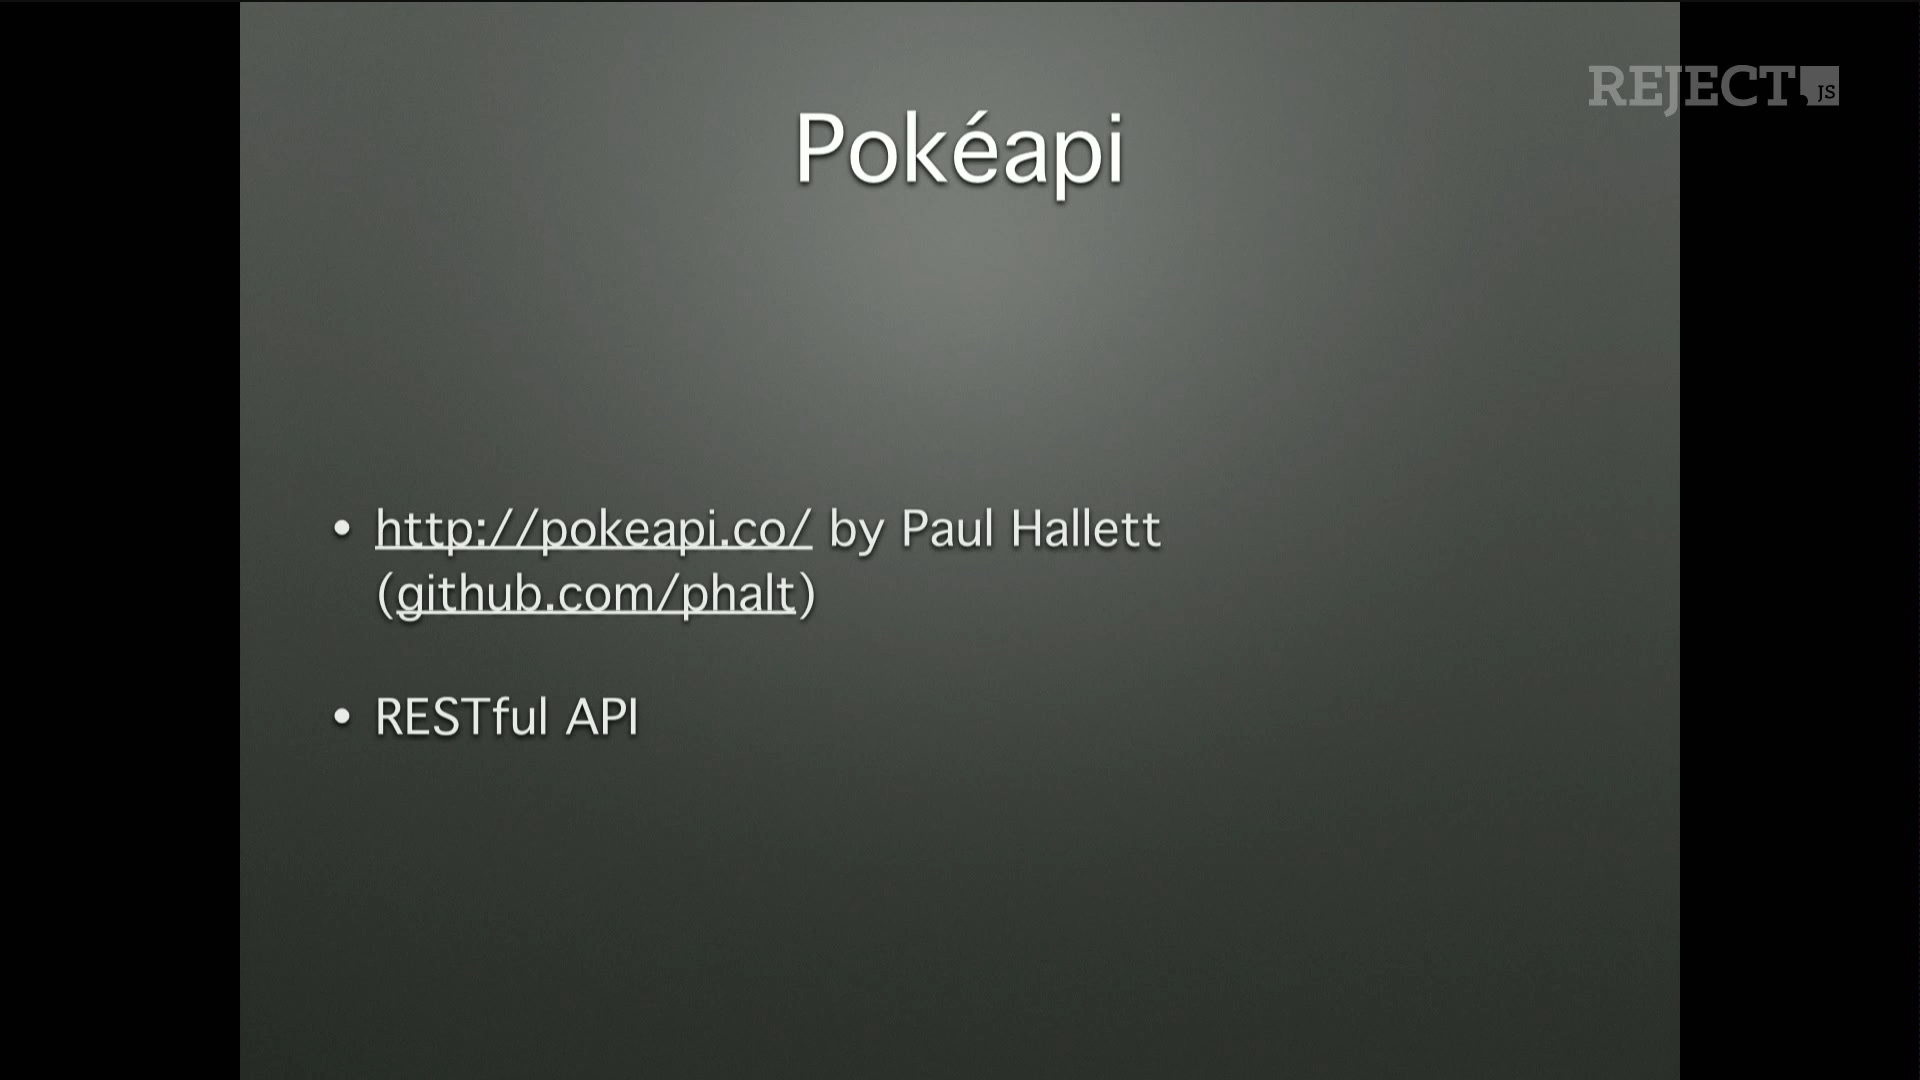 REJECT.JS
Pokéapi
• http://pokeapi.co/ by Paul Hallett
(github.com/phalt)
• RESTful API